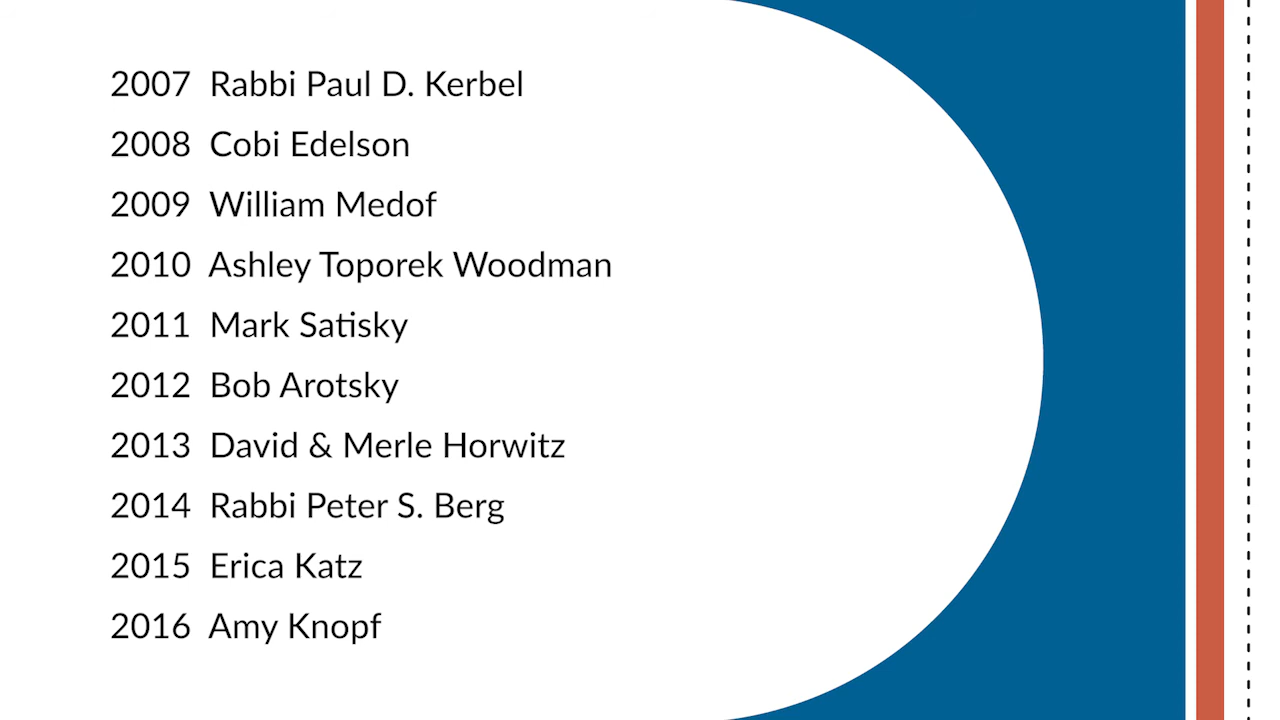 2007 Rabbi Paul D. Kerbel
2008 Cobi Edelson
2009 William Medof
2010 Ashley Toporek Woodman
2011 Mark Satisky
2012 Bob Arotsky
2013 David & Merle Horwitz
2014 Rabbi Peter S. Berg
2015 Erica Katz
2016 Amy Knopf